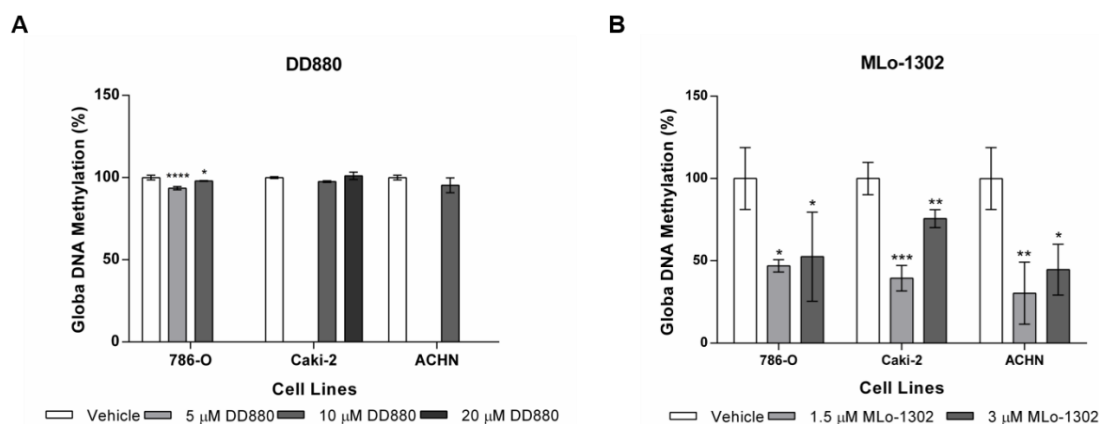 A
DD880
Globa DNA Methylation (%)
150
100
50
0
****
*
786-O
Caki-2
ACHN
Cell Lines
Vehicle
5 μM DD880
10 μM DD880
20 μM DD880
B
MLo-1302
Globa DNA Methylation (%)
150
100
50
0
*
*
***
**
**
*
786-O
Caki-2
ACHN
Cell Lines
Vehicle
1.5 μM MLo-1302
3 μM MLo-1302